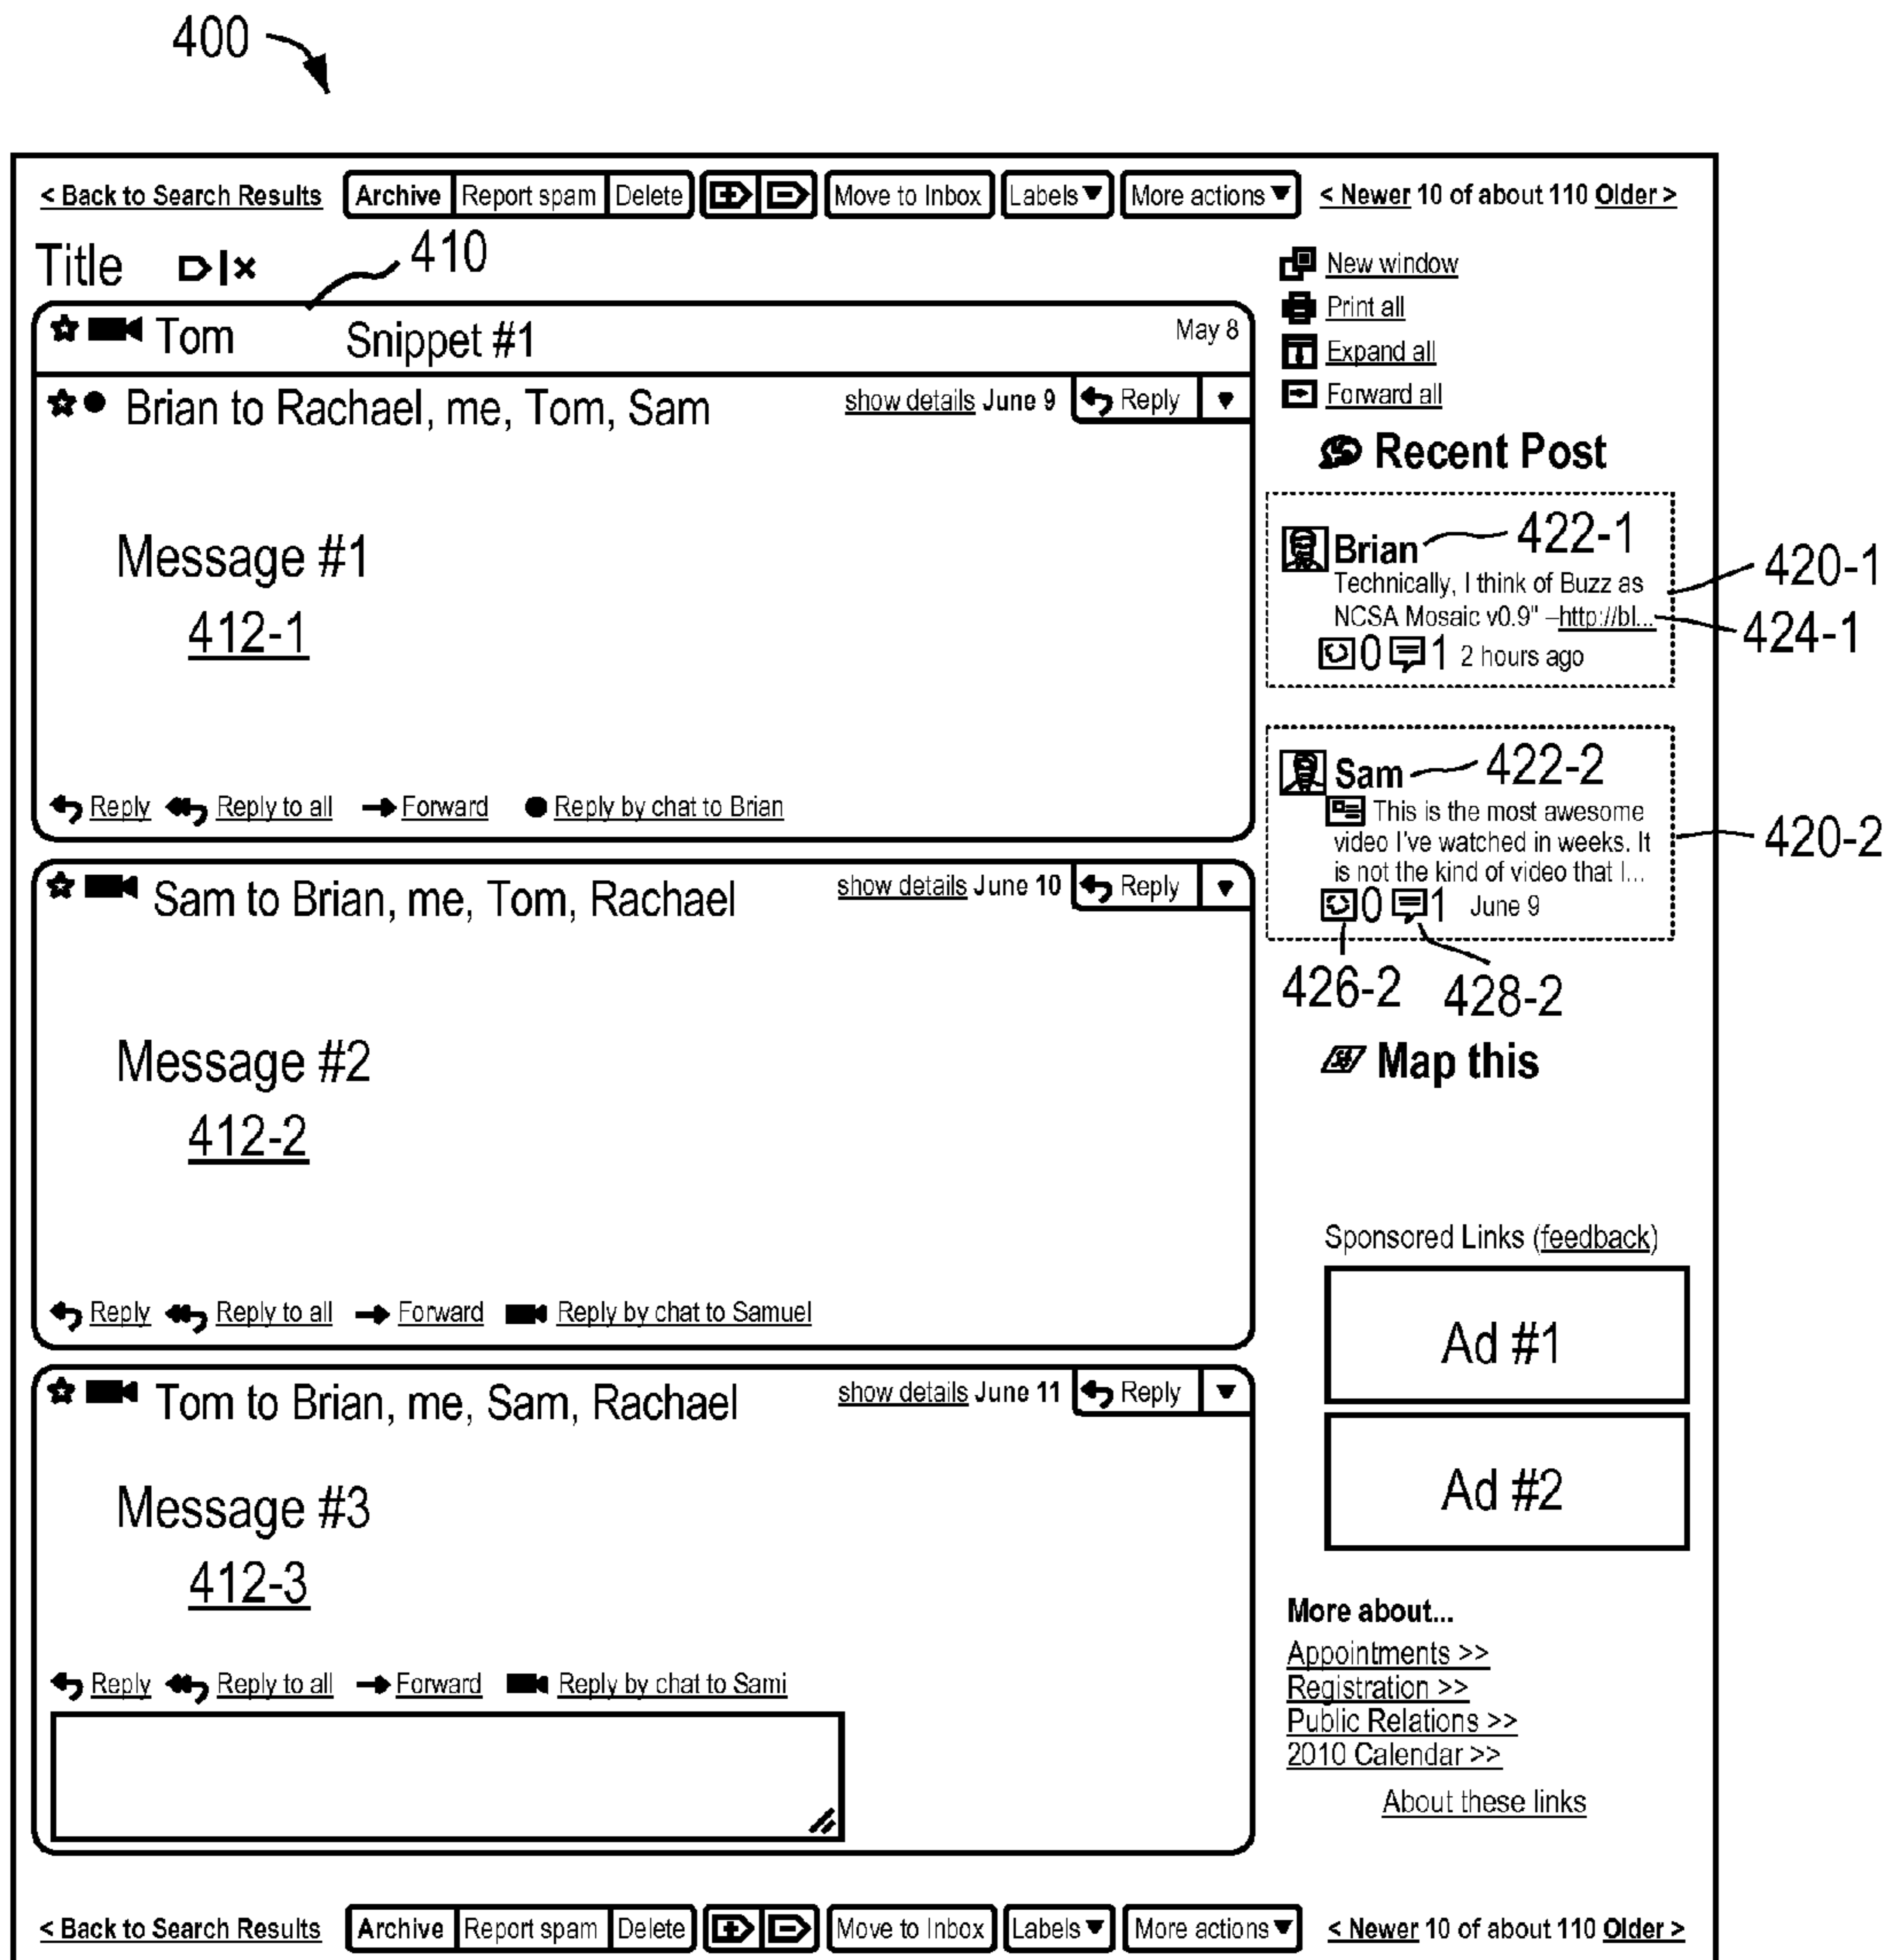 400
< Back to Search Results Archive Report spam Delete Move to Inbox Labels More actions < Newer 10 of about 110 Older >
Title 410
Tom Snippet #1 May 8
Brian to Rachael, me, Tom, Sam show details June 9 Reply
Message #1
412-1
Reply Reply to all Forward Reply by chat to Brian
Sam to Brian, me, Tom, Rachael show details June 10 Reply
Message #2
412-2
Reply Reply to all Forward Reply by chat to Samuel
Tom to Brian, me, Sam, Rachael show details June 11 Reply
Message #3
412-3
Reply Reply to all Forward Reply by chat to Sami
New window
Print all
Expand all
Forward all
Recent Post
Brian 422-1
420-1
Technically, I think of Buzz as
NCSA Mosaic v0.9" –http://bl...
424-1
0 1 2 hours ago
Sam 422-2
This is the most awesome
video I've watched in weeks. It
420-2
is not the kind of video that I...
0 1 June 9
426-2 428-2
Map this
Sponsored Links (feedback)
Ad #1
Ad #2
More about...
Appointments >>
Registration >>
Public Relations >>
2010 Calendar >>
About these links
< Back to Search Results Archive Report spam Delete Move to Inbox Labels More actions < Newer 10 of about 110 Older >